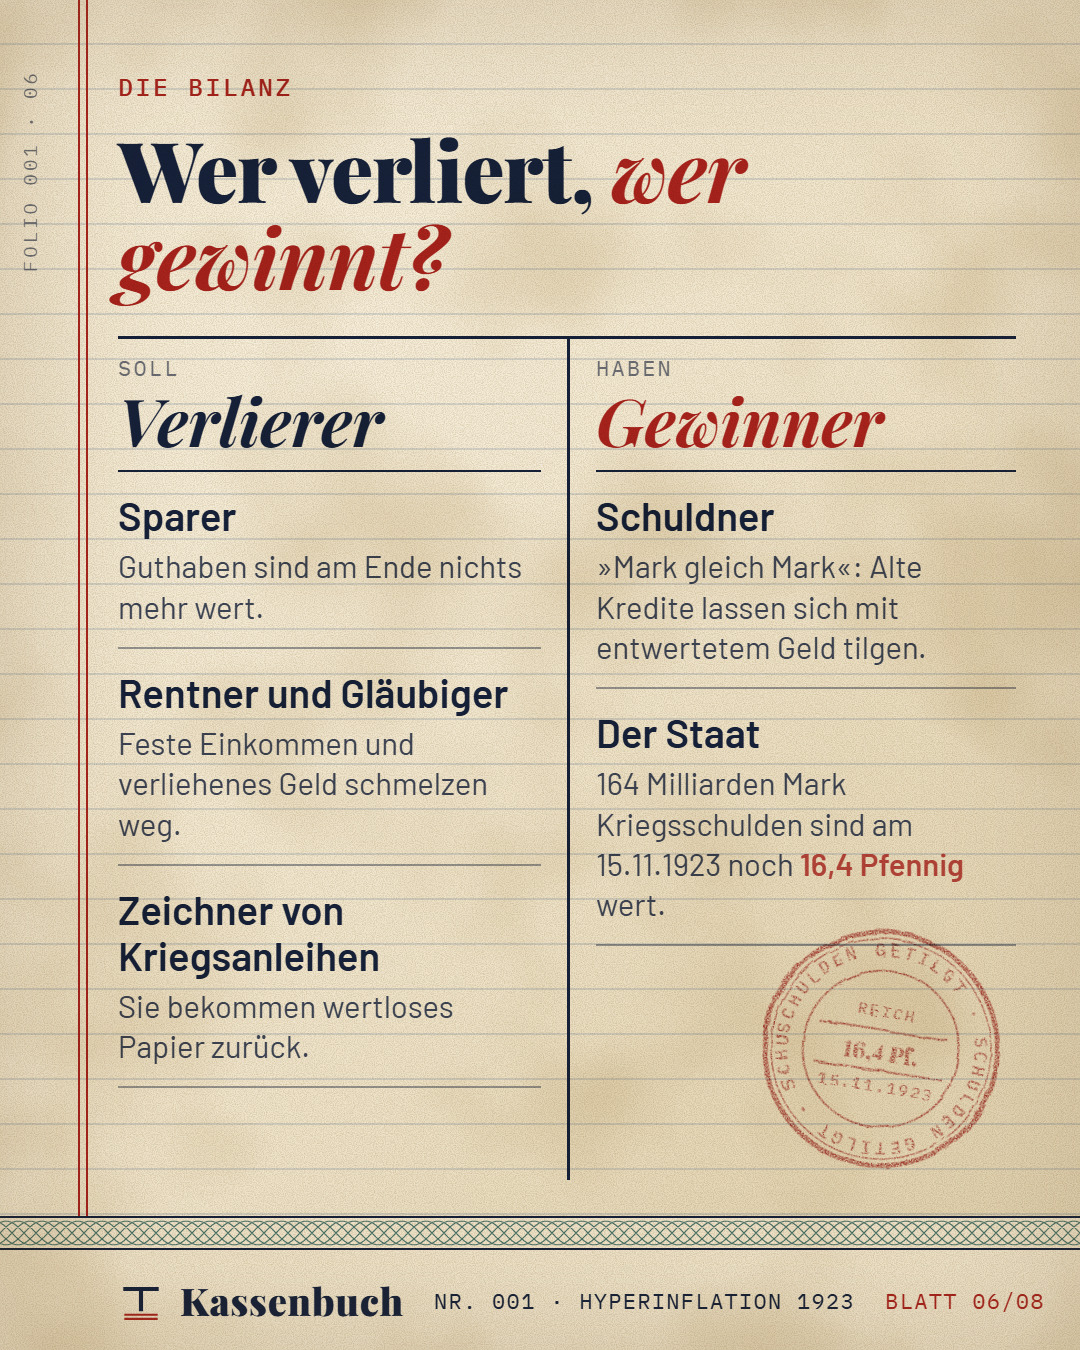 FOLIO 001 · 06
DIE BILANZ
Wer verliert, wer
gewinnt?
SOLL
Verlierer
Sparer
Guthaben sind am Ende nichts
mehr wert.
Rentner und Gläubiger
Feste Einkommen und
verliehenes Geld schmelzen
weg.
Zeichner von
Kriegsanleihen
Sie bekommen wertloses
Papier zurück.
HABEN
Gewinner
Schuldner
»Mark gleich Mark«: Alte
Kredite lassen sich mit
entwertetem Geld tilgen.
Der Staat
164 Milliarden Mark
Kriegsschulden sind am
15.11.1923 noch 16,4 Pfennig
wert.
SCHULDEN GETILGT · SCHULDEN GETILGT ·
REICH
16,4 Pf.
15.11.1923
Kassenbuch
NR. 001 · HYPERINFLATION 1923
BLATT 06/08